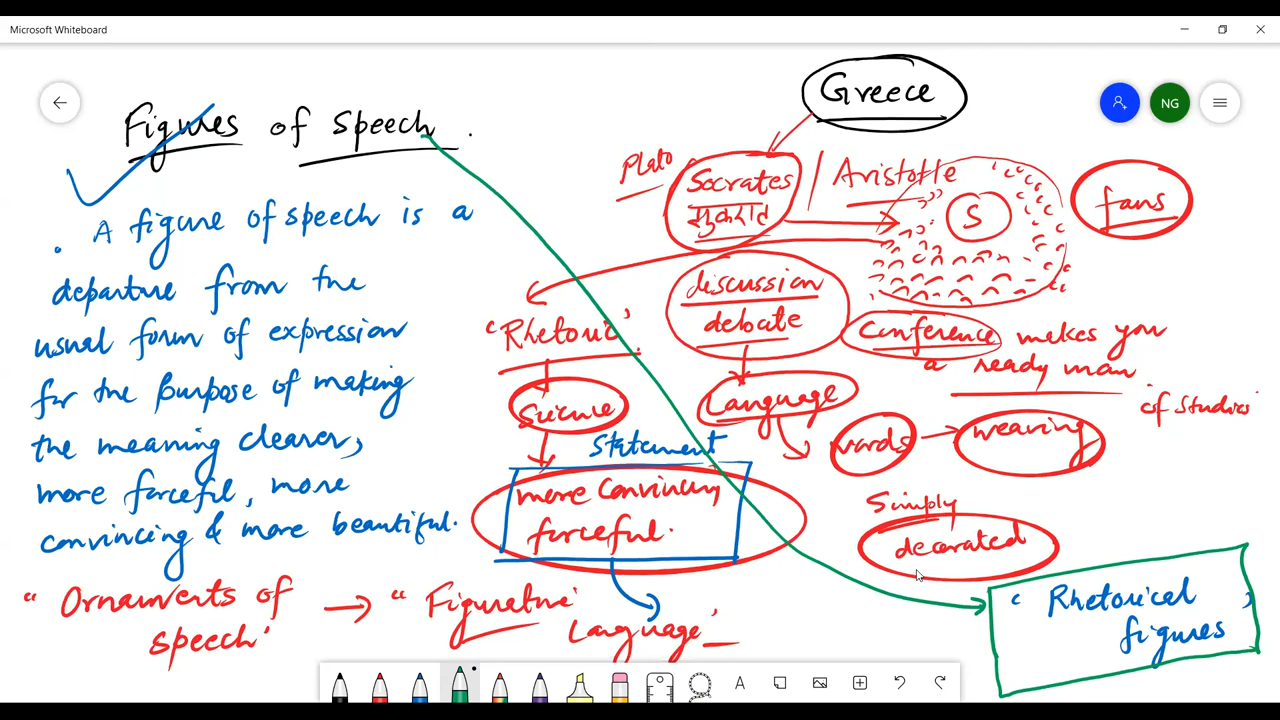 Microsoft Whiteboard
Figures of Speech.
NG
A figure of speech is a
departure from the
usual form of expression
for the purpose of making
the meaning clearer,
more forceful, more
convincing & more beautiful.
" Ornaments of
speech"
→ " Figurative
Language"
Greece
Plato
Socrates
सुकरात
/ Aristotle
S
fans
discussion
debate
'Rhetoric'
Conference makes you
a ready man
of Studies
Language
words → weaving
Statement
more convincing
forceful.
Simply
decorated
' Rhetorical
figures '
A